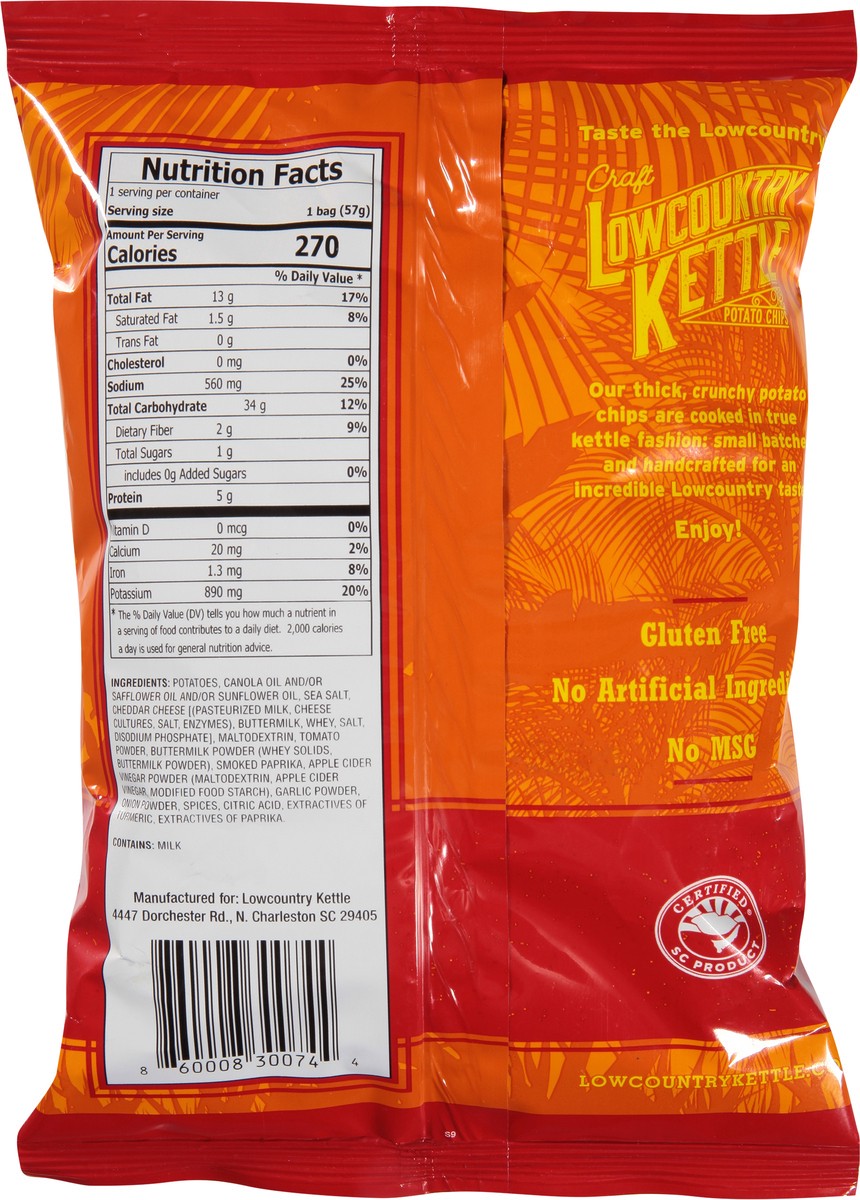 Nutrition Facts
1 serving per container
Serving size 1 bag (57g)
Amount Per Serving
Calories 270
% Daily Value *
Total Fat 13 g 17%
Saturated Fat 1.5 g 8%
Trans Fat 0 g
Cholesterol 0 mg 0%
Sodium 560 mg 25%
Total Carbohydrate 34 g 12%
Dietary Fiber 2 g 9%
Total Sugars 1 g
includes 0g Added Sugars 0%
Protein 5 g
tamin D 0 mcg 0%
Calcium 20 mg 2%
Iron 1.3 mg 8%
Potassium 890 mg 20%
* The % Daily Value (DV) tells you how much a nutrient in
a serving of food contributes to a daily diet. 2,000 calories
a day is used for general nutrition advice.
INGREDIENTS: POTATOES, CANOLA OIL AND/OR
SAFFLOWER OIL AND/OR SUNFLOWER OIL, SEA SALT,
CHEDDAR CHEESE [(PASTEURIZED MILK, CHEESE
CULTURES, SALT, ENZYMES), BUTTERMILK, WHEY, SALT,
DISODIUM PHOSPHATE], MALTODEXTRIN, TOMATO
POWDER, BUTTERMILK POWDER (WHEY SOLIDS,
BUTTERMILK POWDER), SMOKED PAPRIKA, APPLE CIDER
VINEGAR POWDER (MALTODEXTRIN, APPLE CIDER
VINEGAR, MODIFIED FOOD STARCH), GARLIC POWDER,
ONION POWDER, SPICES, CITRIC ACID, EXTRACTIVES OF
TURMERIC, EXTRACTIVES OF PAPRIKA.
CONTAINS: MILK
Manufactured for: Lowcountry Kettle
4447 Dorchester Rd., N. Charleston SC 29405
8 60008 30074 4
Taste the Lowcountry
Craft
LOWCOUNTRY
KETTLE
POTATO CHIPS
Our thick, crunchy potato
chips are cooked in true
kettle fashion: small batche
and handcrafted for an
incredible Lowcountry tast
Enjoy!
Gluten Free
No Artificial Ingredi
No MSG
CERTIFIED
SC PRODUCT
LOWCOUNTRYKETTLE.C
S9